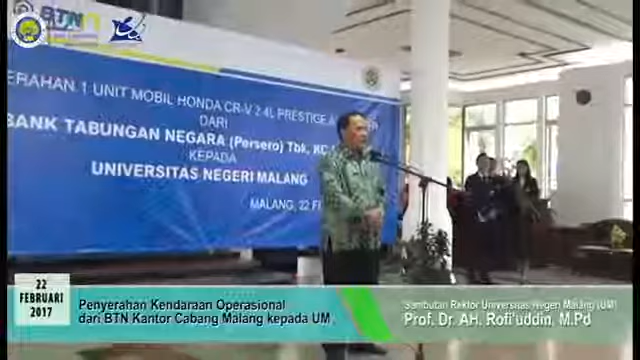 BTN
ERAHAN 1 UNIT MOBIL HONDA CR-V 2.4L PRESTIGE A
DARI
BANK TABUNGAN NEGARA (Persero) Tbk, KC
KEPADA
UNIVERSITAS NEGERI MALANG
MALANG, 22 F
22
FEBRUARI
2017
Penyerahan Kendaraan Operasional
dari BTN Kantor Cabang Malang kepada UM
Sambutan Rektor Universitas Negeri Malang (UM)
Prof. Dr. AH. Rofi'uddin, M.Pd